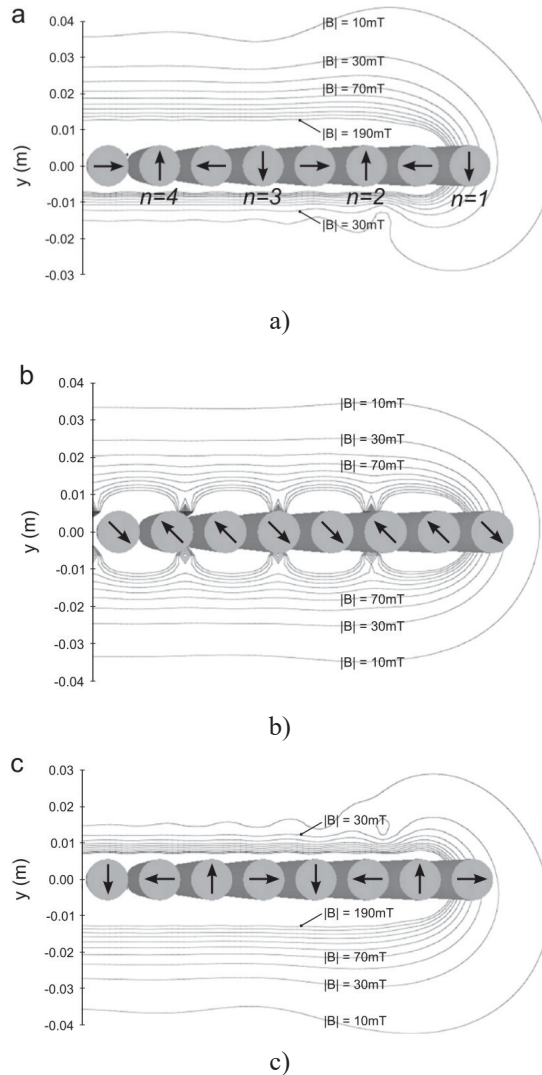 a
0.04
|B| = 10mT
0.03
|B| = 30mT
0.02
|B| = 70mT
0.01
|B| = 190mT
y (m)
0.00
n=4 n=3 n=2 n=1
-0.01
|B| = 30mT
-0.02
-0.03
a)
b
0.04
|B| = 10mT
0.03
|B| = 30mT
0.02
|B| = 70mT
0.01
y (m)
0.00
-0.01
|B| = 70mT
-0.02
|B| = 30mT
-0.03
|B| = 10mT
-0.04
b)
c
0.03
0.02
|B| = 30mT
0.01
y (m)
0.00
-0.01
|B| = 190mT
-0.02
|B| = 70mT
-0.03
|B| = 30mT
-0.04
|B| = 10mT
c)